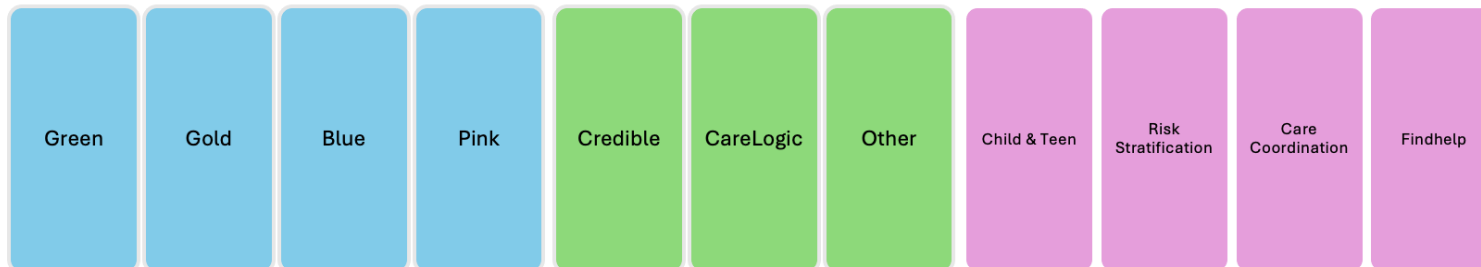 Green
Gold
Blue
Pink
Credible
CareLogic
Other
Child & Teen
Risk
Stratification
Care
Coordination
Findhelp